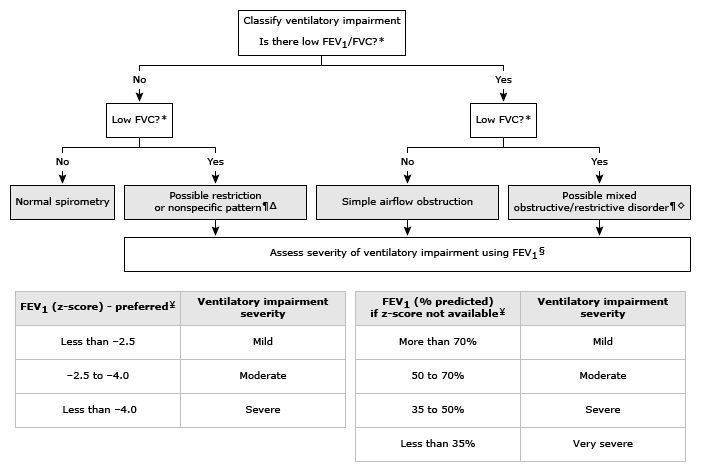 Classify ventilatory impairment
Is there low FEV1/FVC?*
No
Yes
Low FVC?*
Low FVC?*
No
Yes
No
Yes
Normal spirometry
Possible restriction
or nonspecific pattern¶Δ
Simple airflow obstruction
Possible mixed
obstructive/restrictive disorder¶◊
Assess severity of ventilatory impairment using FEV1§
FEV1 (z-score) - preferred¥
Ventilatory impairment
severity
Less than −2.5
Mild
−2.5 to −4.0
Moderate
Less than −4.0
Severe
FEV1 (% predicted)
if z-score not available¥
Ventilatory impairment
severity
More than 70%
Mild
50 to 70%
Moderate
35 to 50%
Severe
Less than 35%
Very severe